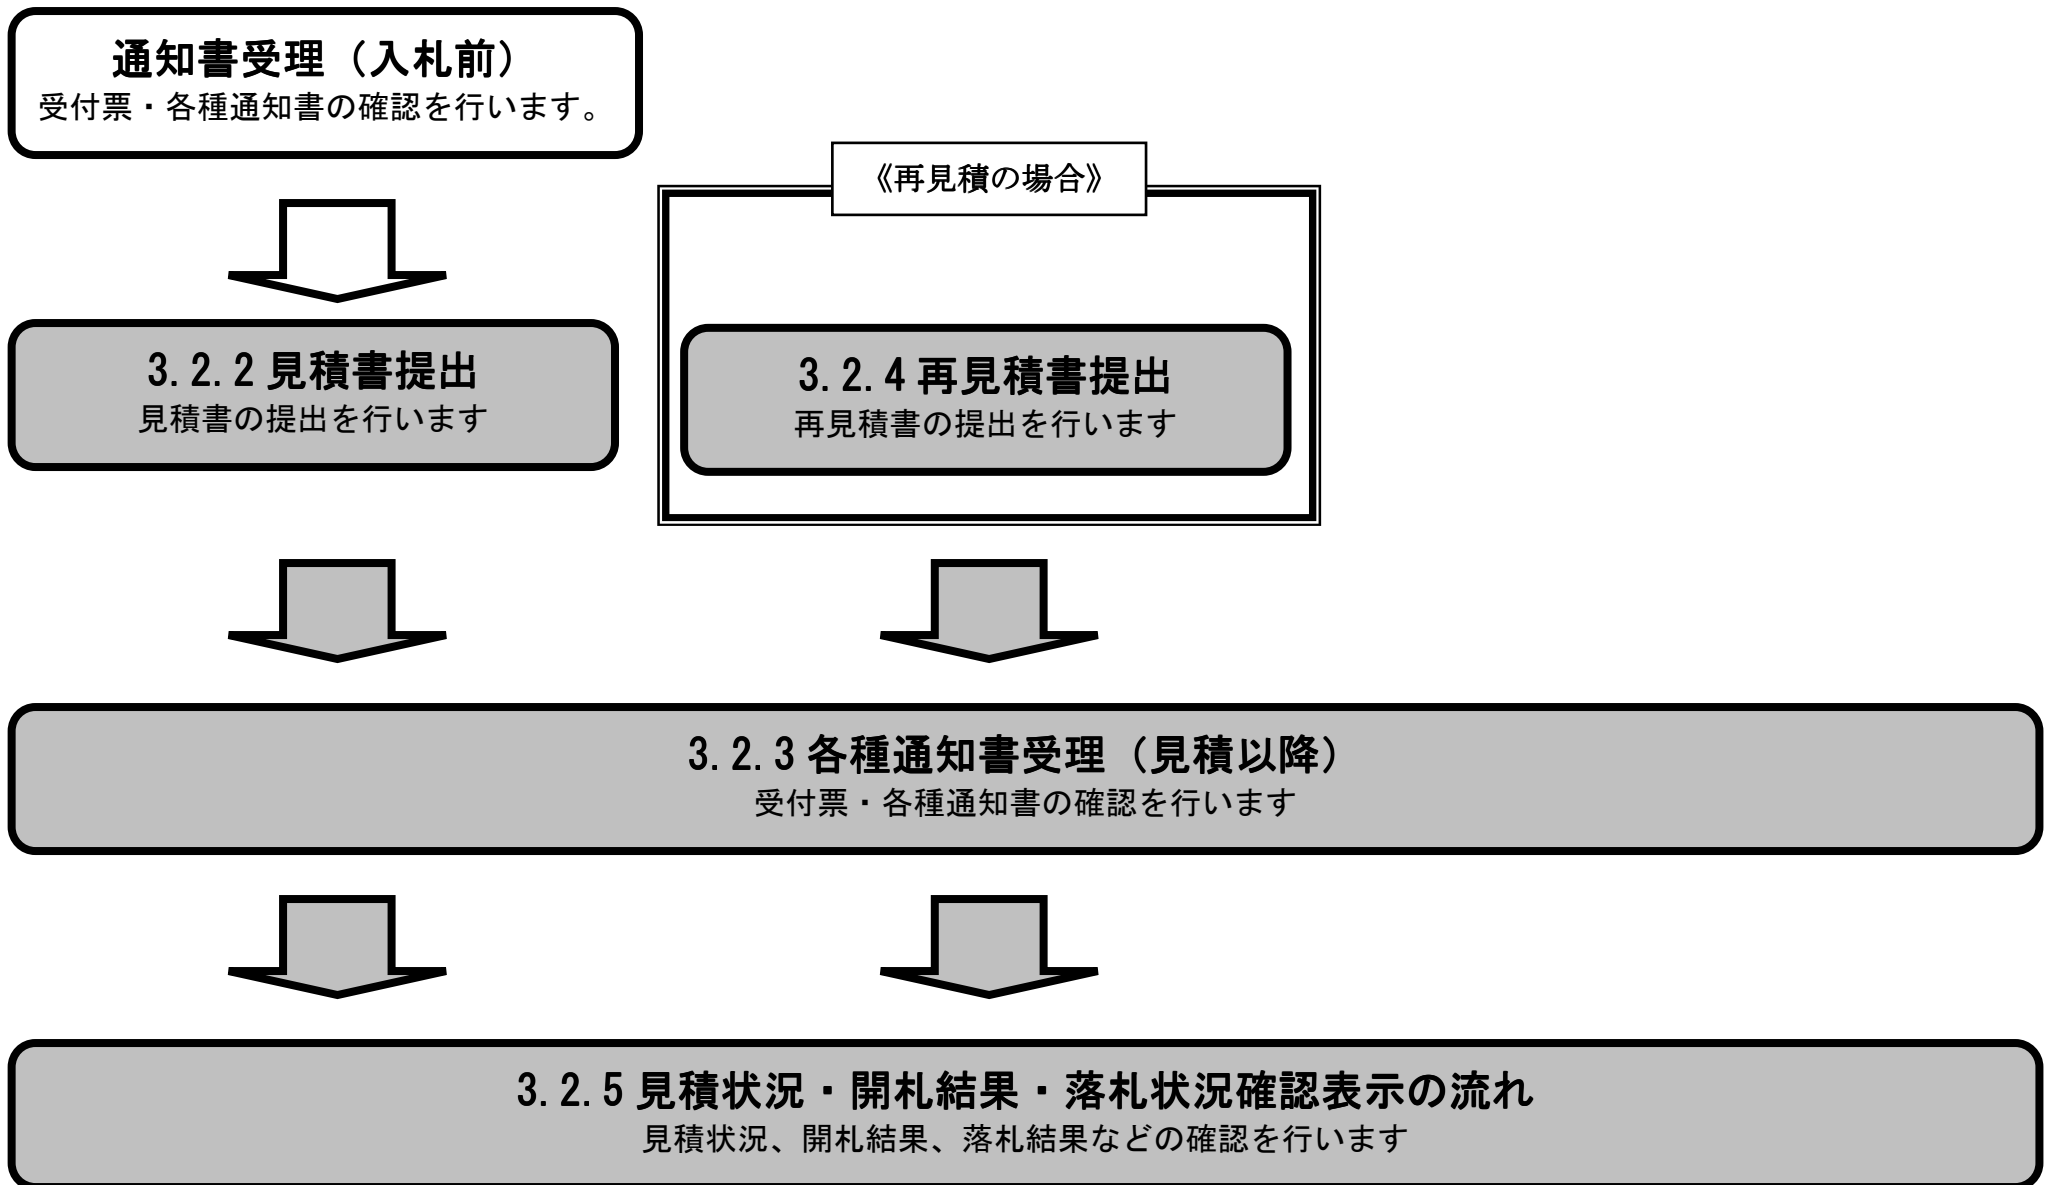 通知書受理（入札前）
受付票・各種通知書の確認を行います。
《再見積の場合》
3.2.2 見積書提出
見積書の提出を行います
3.2.4 再見積書提出
再見積書の提出を行います
3.2.3 各種通知書受理（見積以降）
受付票・各種通知書の確認を行います
3.2.5 見積状況・開札結果・落札状況確認表示の流れ
見積状況、開札結果、落札結果などの確認を行います